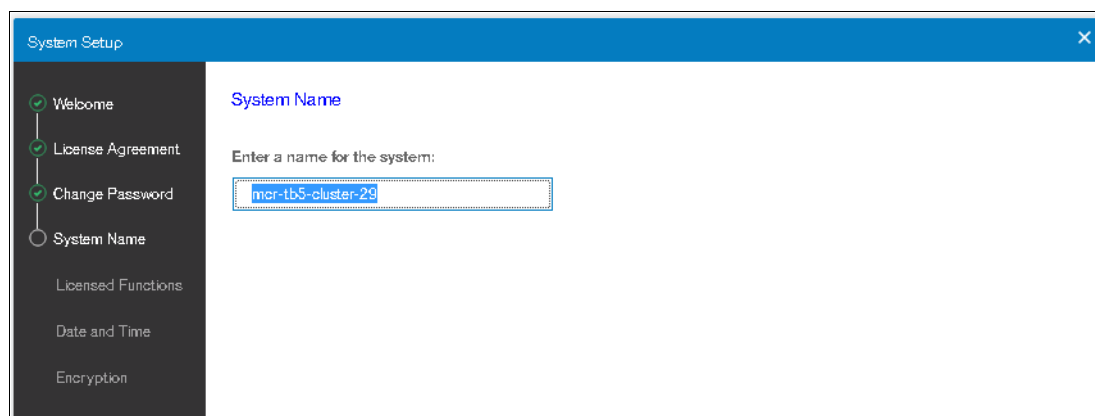 System Setup
Welcome
License Agreement
Change Password
System Name
Licensed Functions
Date and Time
Encryption
System Name
Enter a name for the system:
mcr-tb5-cluster-29